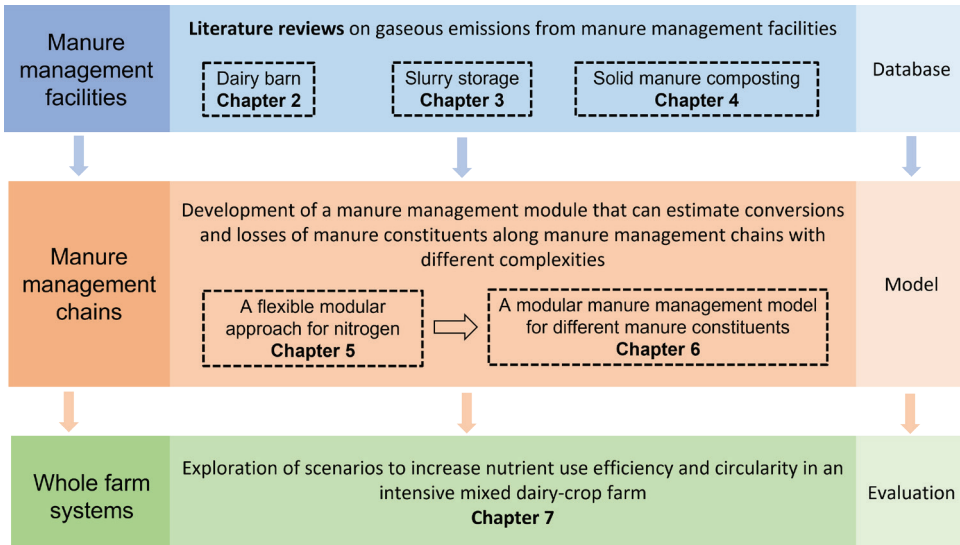 Manure
management
facilities
Literature reviews on gaseous emissions from manure management facilities
Dairy barn
Chapter 2
Slurry storage
Chapter 3
Solid manure composting
Chapter 4
Database
Manure
management
chains
Development of a manure management module that can estimate conversions
and losses of manure constituents along manure management chains with
different complexities
A flexible modular
approach for nitrogen
Chapter 5
A modular manure management model
for different manure constituents
Chapter 6
Model
Whole farm
systems
Exploration of scenarios to increase nutrient use efficiency and circularity in an
intensive mixed dairy-crop farm
Chapter 7
Evaluation